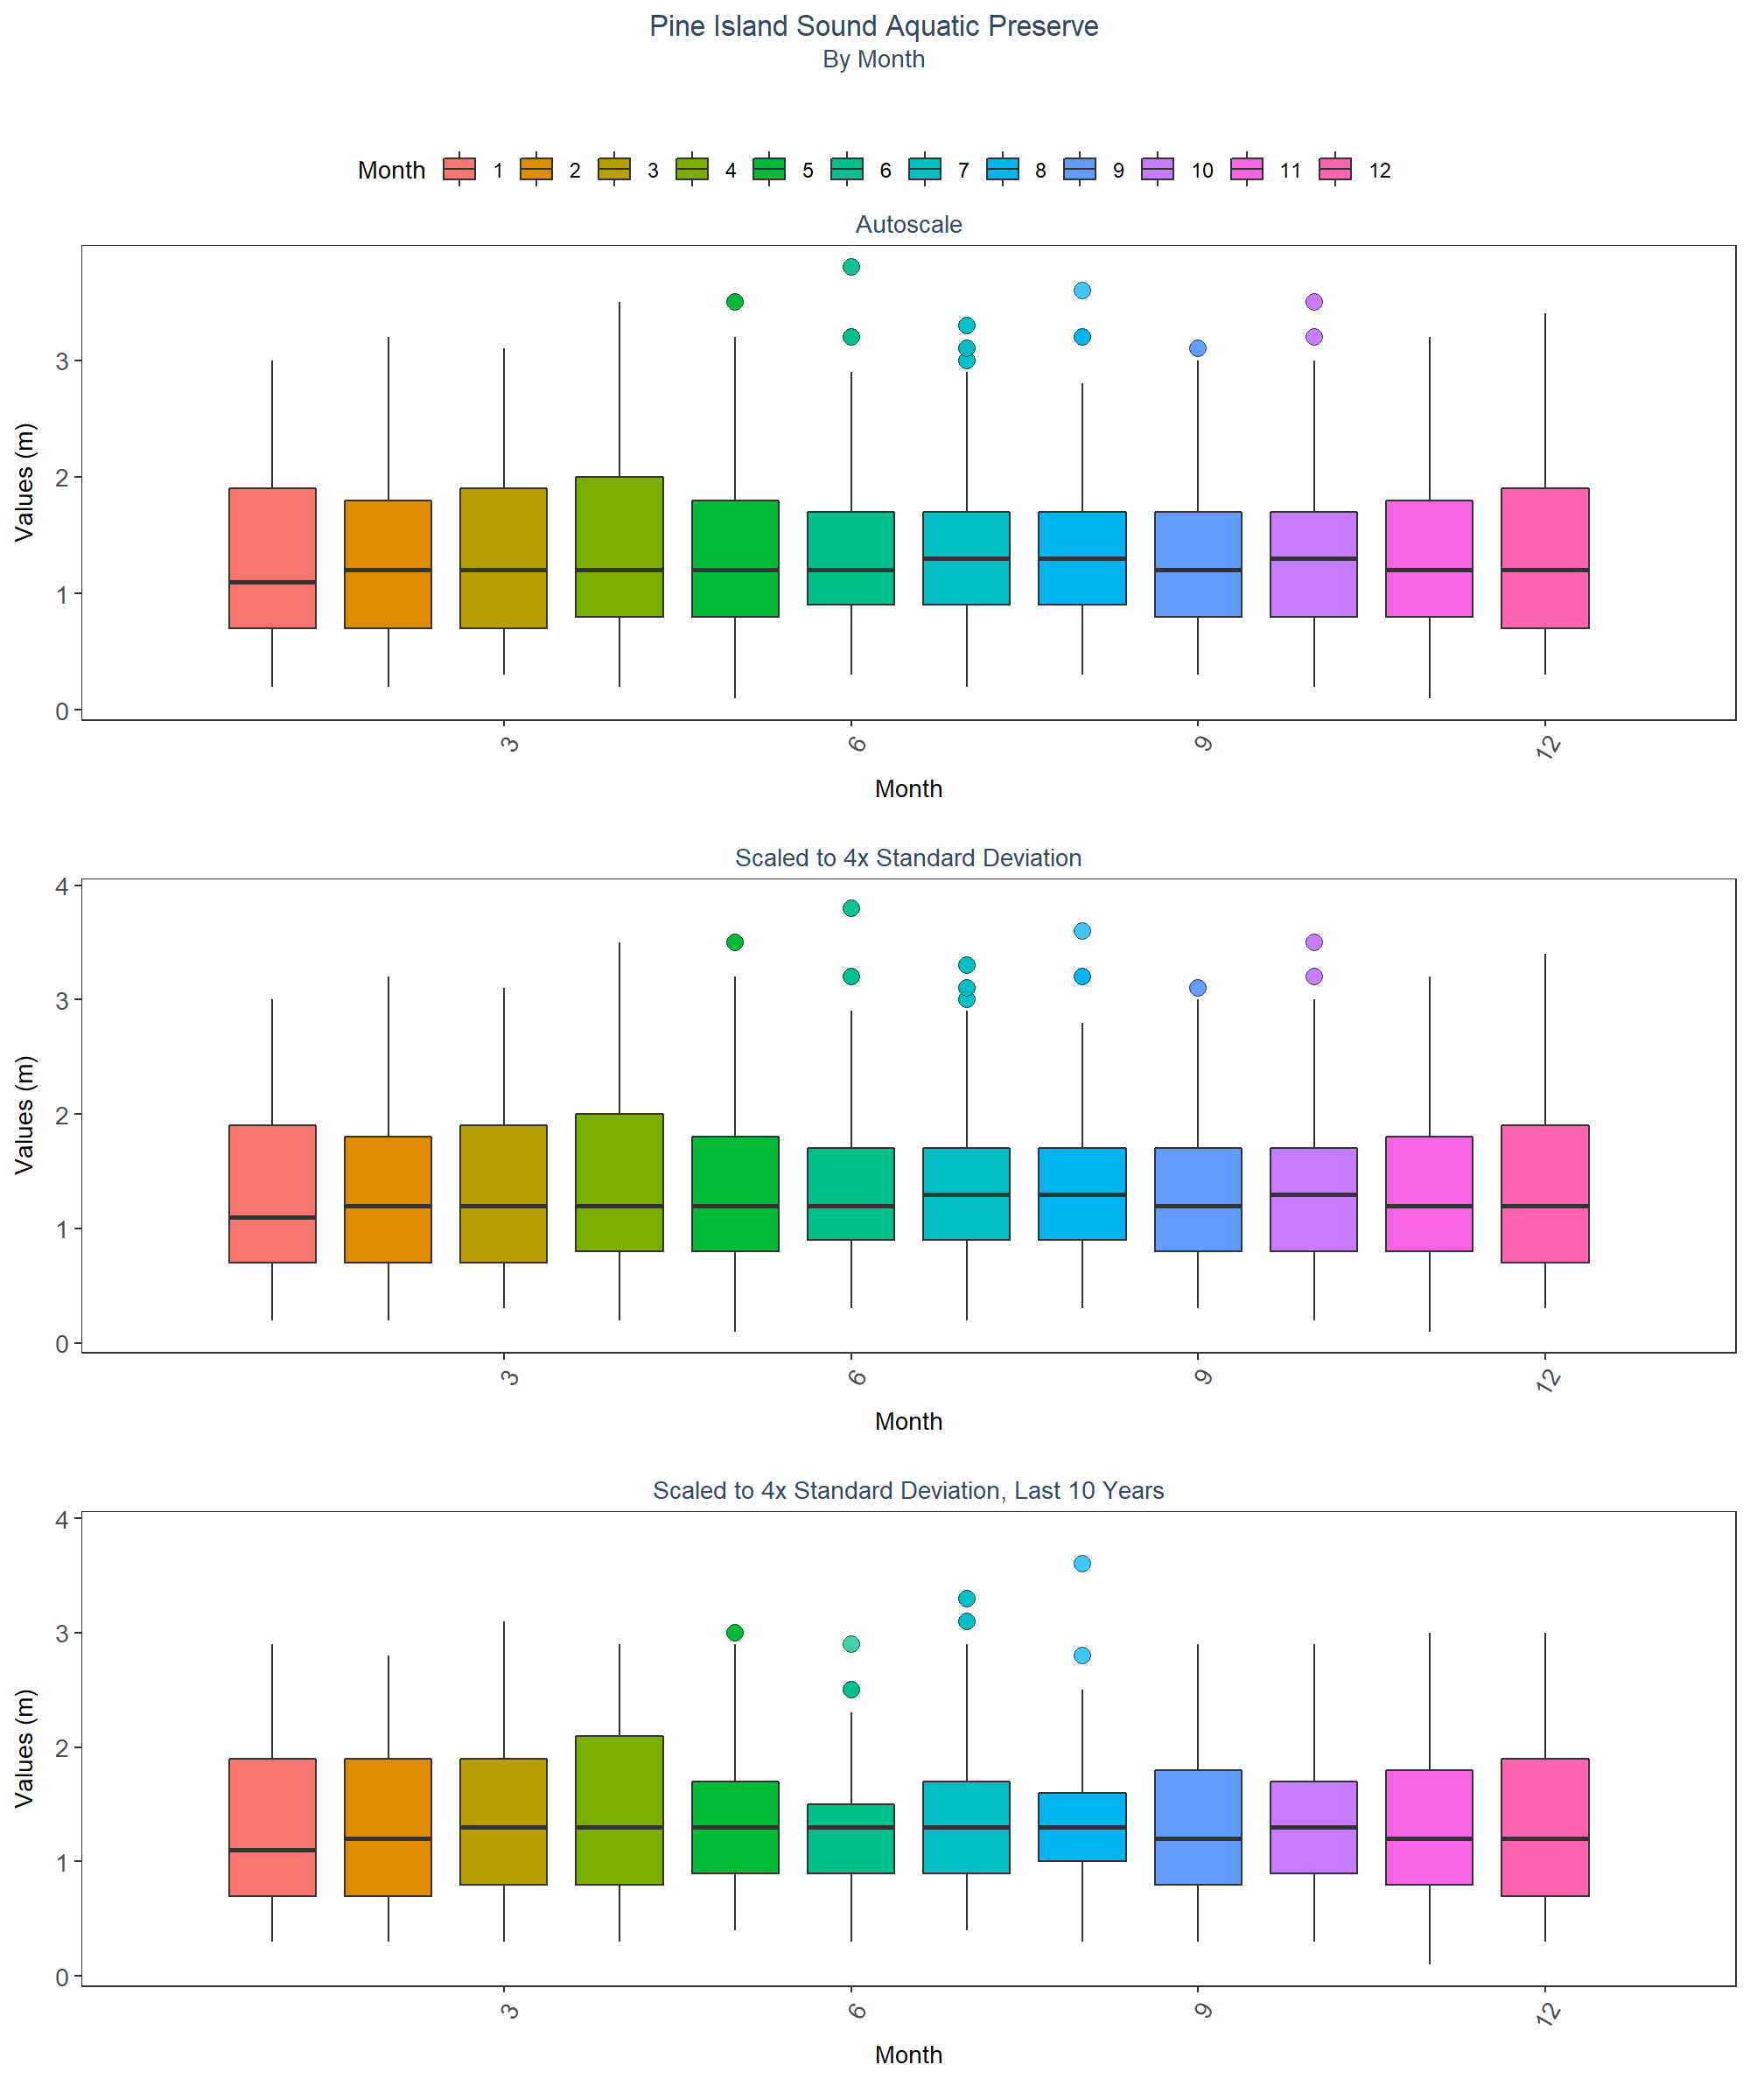 Pine Island Sound Aquatic Preserve
By Month
Month 1 2 3 4 5 6 7 8 9 10 11 12
Autoscale
Values (m)
3
2
1
0
3 6 9 12
Month
Scaled to 4x Standard Deviation
Values (m)
4
3
2
1
0
3 6 9 12
Month
Scaled to 4x Standard Deviation, Last 10 Years
Values (m)
4
3
2
1
0
3 6 9 12
Month